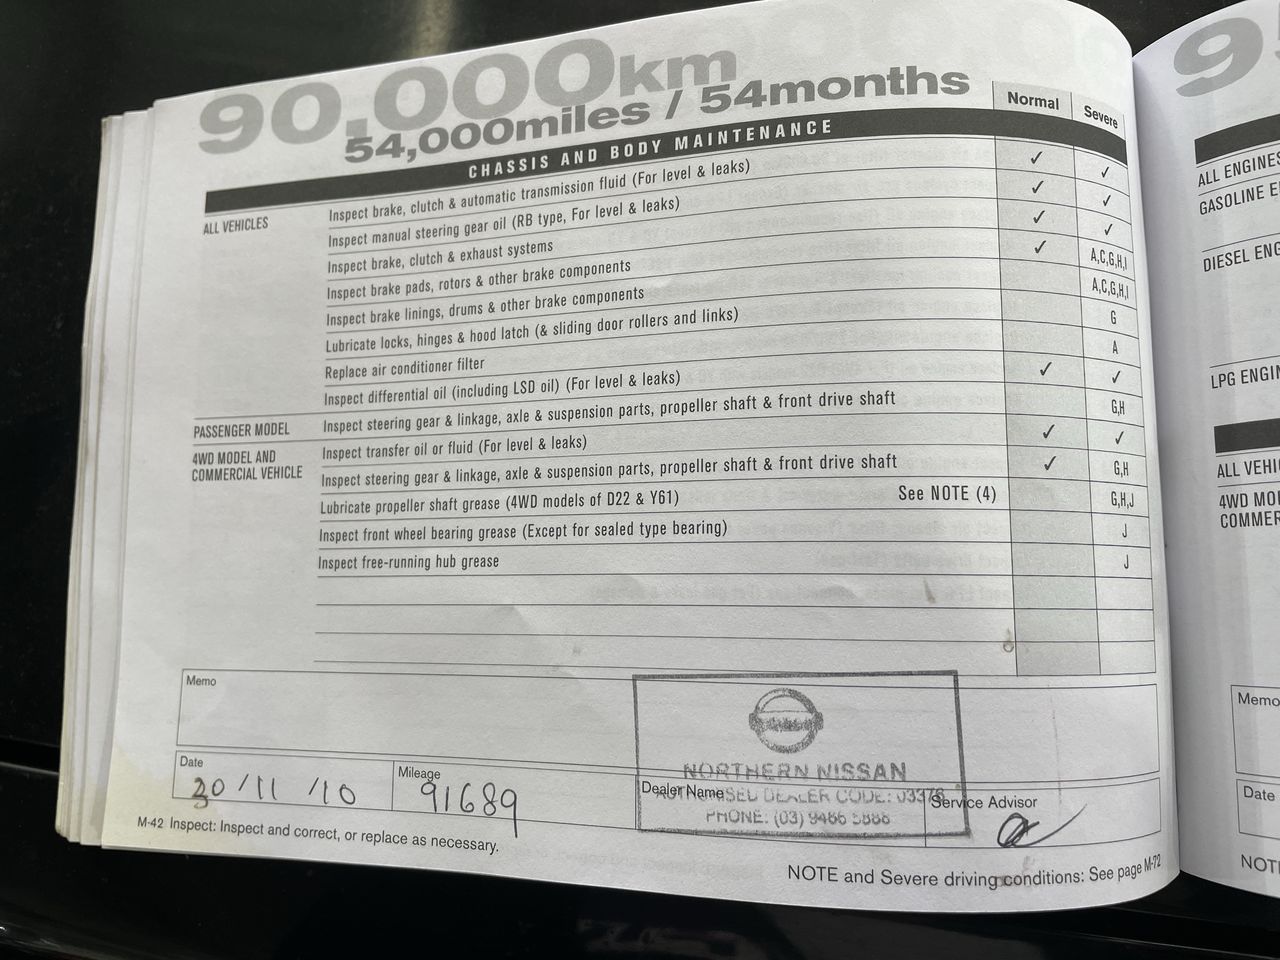 90,000km
54,000miles / 54months
Normal Severe
CHASSIS AND BODY MAINTENANCE
ALL VEHICLES Inspect brake, clutch & automatic transmission fluid (For level & leaks) ✓ ✓
Inspect manual steering gear oil (RB type, For level & leaks) ✓ ✓
Inspect brake, clutch & exhaust systems ✓ ✓
Inspect brake pads, rotors & other brake components ✓ A,C,G,H,I
Inspect brake linings, drums & other brake components A,C,G,H,I
Lubricate locks, hinges & hood latch (& sliding door rollers and links) G
Replace air conditioner filter A
Inspect differential oil (including LSD oil) (For level & leaks) ✓ ✓
PASSENGER MODEL Inspect steering gear & linkage, axle & suspension parts, propeller shaft & front drive shaft G,H
4WD MODEL AND
COMMERCIAL VEHICLE
Inspect transfer oil or fluid (For level & leaks) ✓ ✓
Inspect steering gear & linkage, axle & suspension parts, propeller shaft & front drive shaft ✓ G,H
Lubricate propeller shaft grease (4WD models of D22 & Y61) See NOTE (4) G,H,J
Inspect front wheel bearing grease (Except for sealed type bearing) J
Inspect free-running hub grease J
Memo
NORTHERN NISSAN
AUTHORISED DEALER CODE: 03376
PHONE: (03)
Date
/11 /10
Mileage
91689
Dealer Name
Service Advisor
M-42 Inspect: Inspect and correct, or replace as necessary.
NOTE and Severe driving conditions: See page M-72
9
ALL ENGINES
GASOLINE
DIESEL
LPG
ALL
4WD
Memo
Date